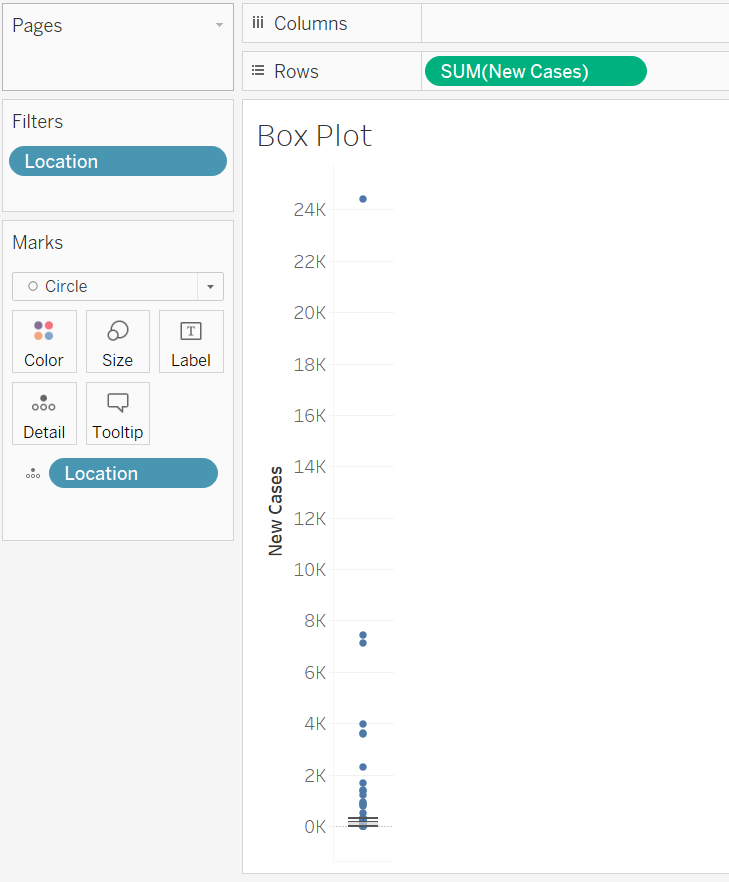 Pages
Columns
Rows
SUM(New Cases)
Filters
Location
Marks
Circle
Color
Size
T
Label
Detail
Tooltip
Location
Box Plot
New Cases
24K
22K
20K
18K
16K
14K
12K
10K
8K
6K
4K
2K
0K